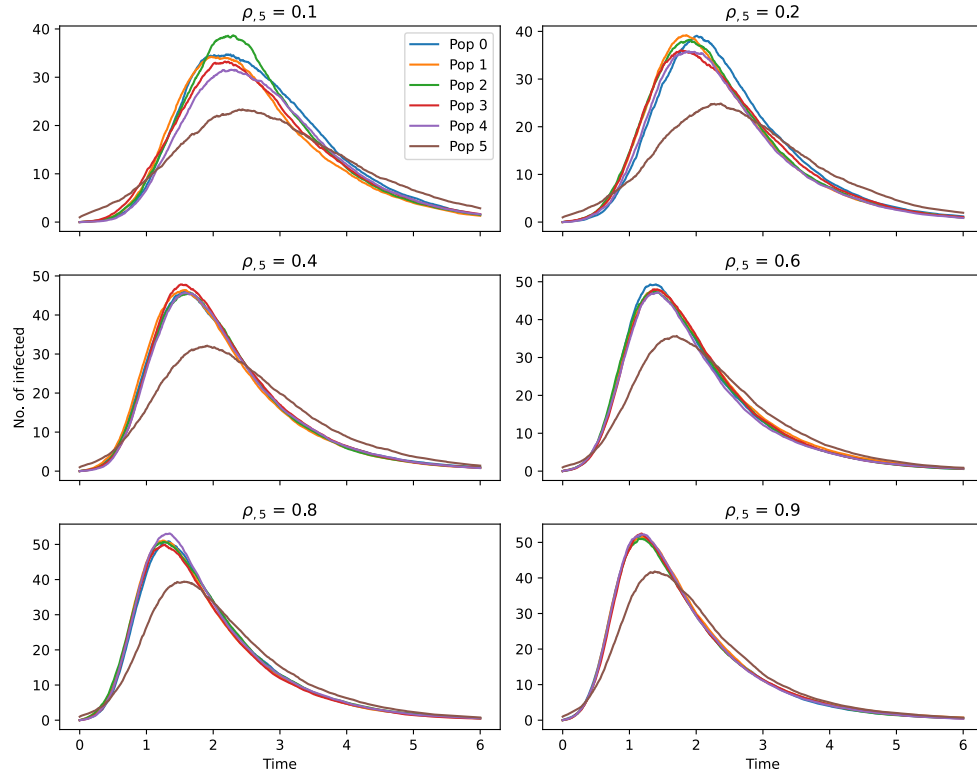 ρ,5 = 0.1
40
30
20
10
0
Pop 0
Pop 1
Pop 2
Pop 3
Pop 4
Pop 5
ρ,5 = 0.2
40
30
20
10
0
ρ,5 = 0.4
50
40
30
20
10
0
No. of infected
ρ,5 = 0.6
50
40
30
20
10
0
ρ,5 = 0.8
50
40
30
20
10
0
0 1 2 3 4 5 6
Time
ρ,5 = 0.9
50
40
30
20
10
0
0 1 2 3 4 5 6
Time